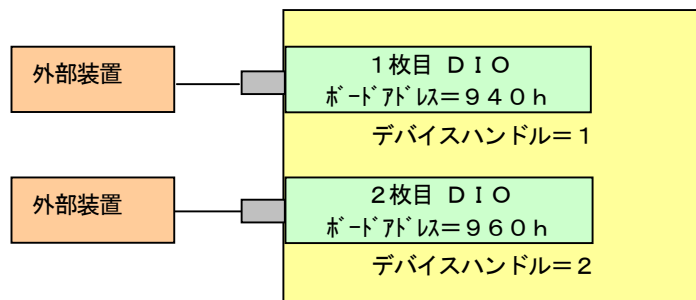 外部装置
１枚目 ＤＩＯ
ﾎﾞｰﾄﾞｱﾄﾞﾚｽ＝９４０ｈ
デバイスハンドル＝１
外部装置
２枚目 ＤＩＯ
ﾎﾞｰﾄﾞｱﾄﾞﾚｽ＝９６０ｈ
デバイスハンドル＝２